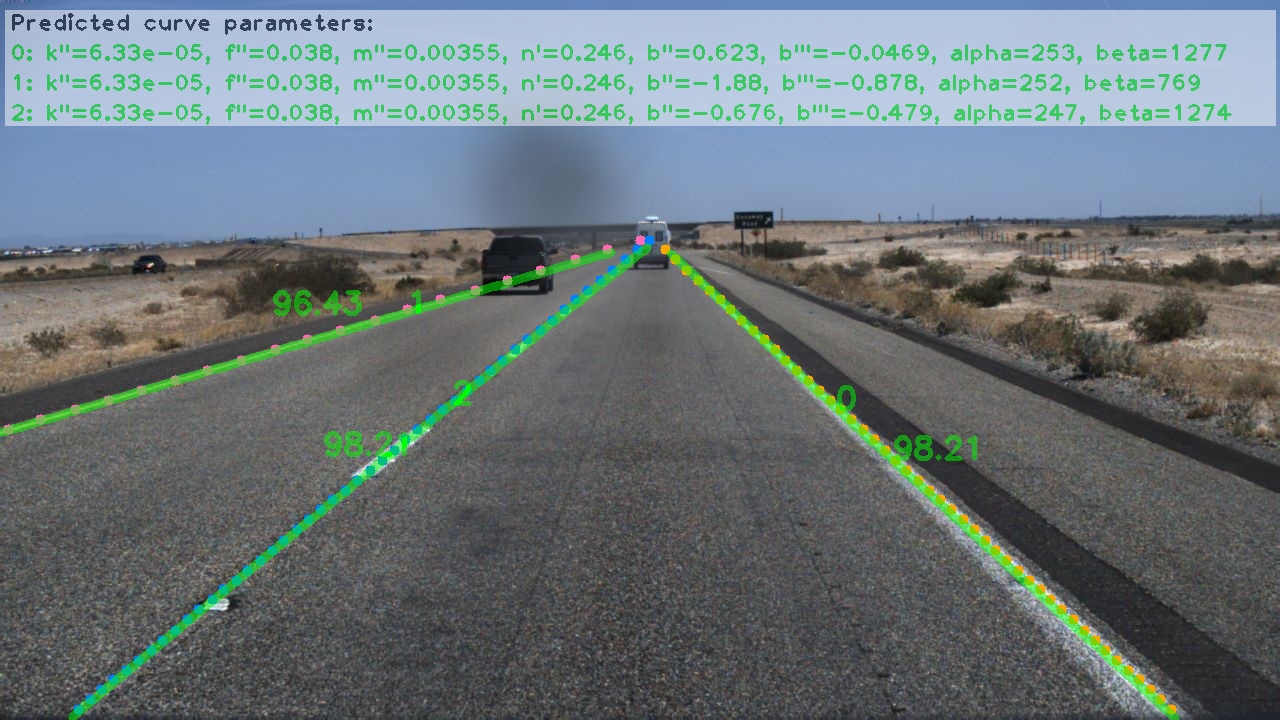 Predicted curve parameters:
0: k"=6.33e-05, f"=0.038, m"=0.00355, n'=0.246, b"=0.623, b'''=-0.0469, alpha=253, beta=1277
1: k"=6.33e-05, f"=0.038, m"=0.00355, n'=0.246, b"=-1.88, b'''=-0.878, alpha=252, beta=769
2: k"=6.33e-05, f"=0.038, m"=0.00355, n'=0.246, b"=-0.676, b'''=-0.479, alpha=247, beta=1274
96.43 1
2
0
98.21
98.21